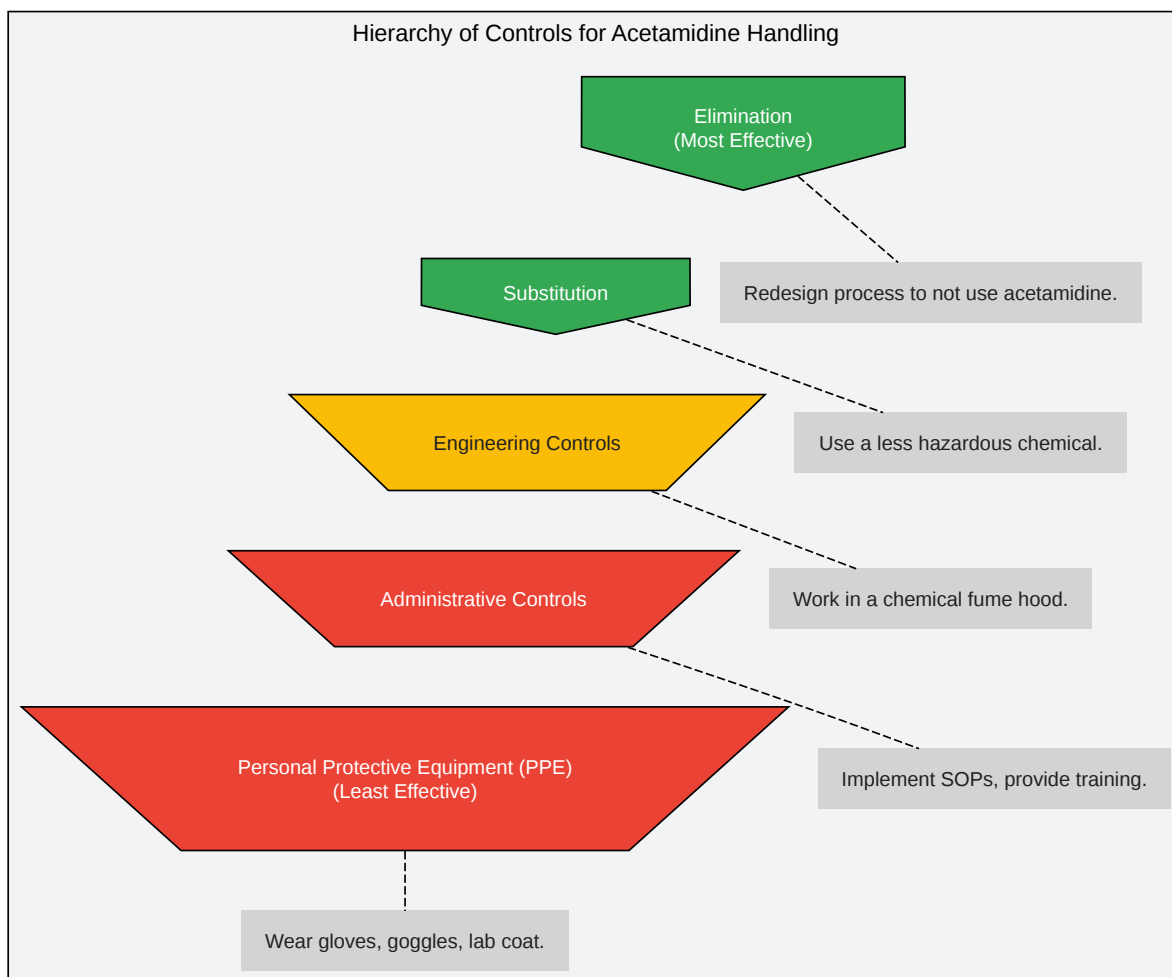 Hierarchy of Controls for Acetamidine Handling
Elimination
(Most Effective)
Redesign process to not use acetamidine.
Substitution
Use a less hazardous chemical.
Engineering Controls
Work in a chemical fume hood.
Administrative Controls
Implement SOPs, provide training.
Personal Protective Equipment (PPE)
(Least Effective)
Wear gloves, goggles, lab coat.